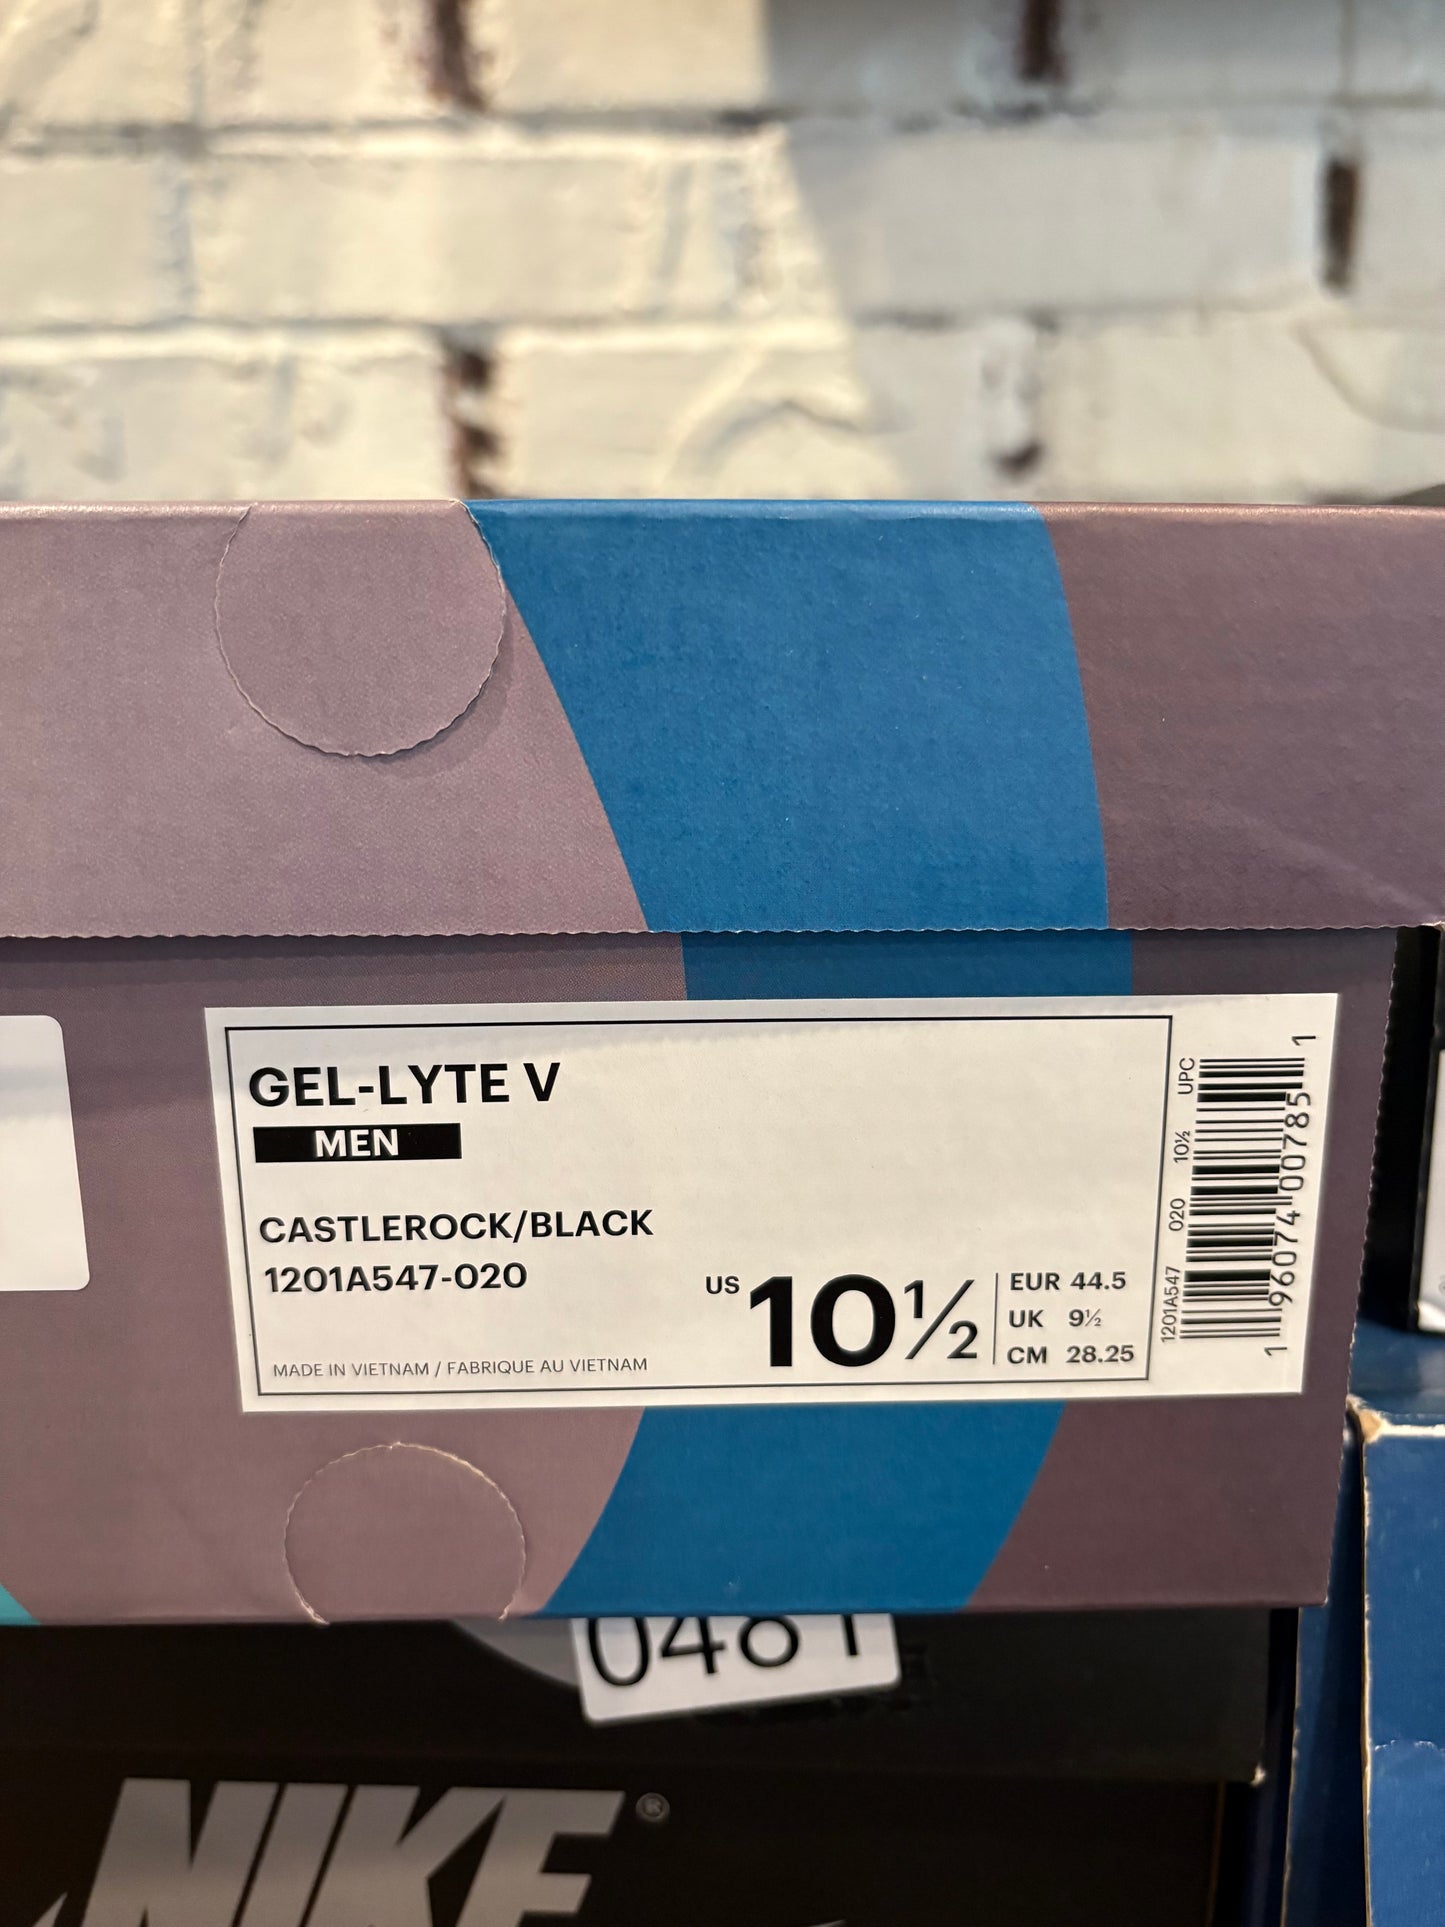 GEL-LYTE V
MEN
CASTLEROCK/BLACK
1201A547-020
MADE IN VIETNAM / FABRIQUE AU VIETNAM
US 10½
EUR 44.5
UK 9½
CM 28.25
1201A547 020 10½ UPC
1 96074 00785 1
0481
NIKE®